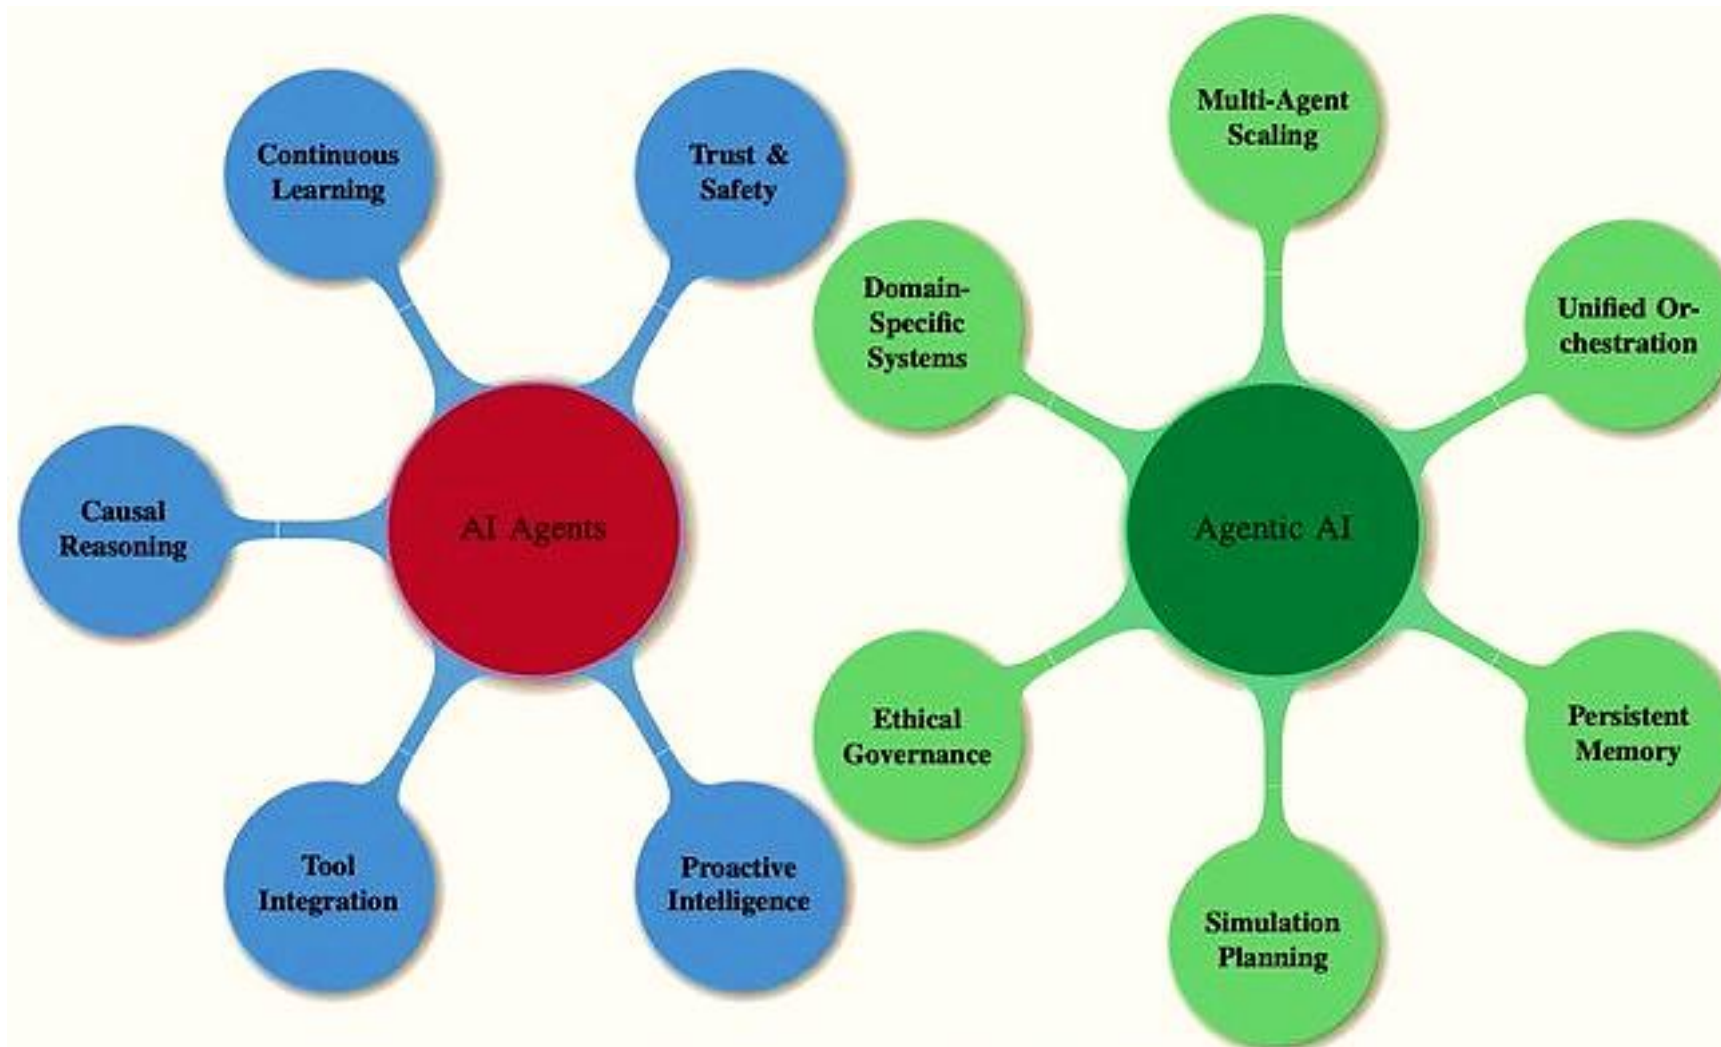 Continuous
Learning
Trust &
Safety
Causal
Reasoning
AI Agents
Tool
Integration
Proactive
Intelligence
Multi-Agent
Scaling
Domain-
Specific
Systems
Unified Or-
chestration
Agentic AI
Ethical
Governance
Persistent
Memory
Simulation
Planning